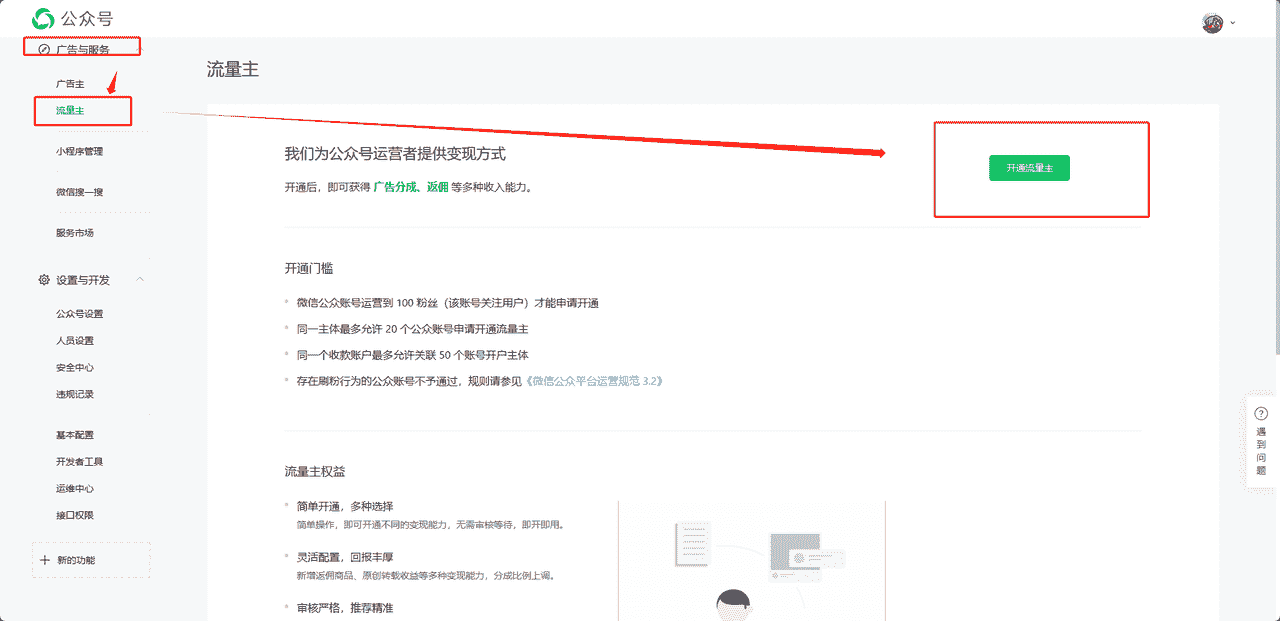 公众号
广告与服务
广告主
流量主
小程序管理
微信搜一搜
服务市场
设置与开发
公众号设置
人员设置
安全中心
违规记录
基本配置
开发者工具
运维中心
接口权限
新的功能
流量主
我们为公众号运营者提供变现方式
开通后，即可获得 广告分成、返佣 等多种收入能力。
开通流量主
开通门槛
微信公众账号运营到 100 粉丝（该账号关注用户）才能申请开通
同一主体最多允许 20 个公众账号申请开通流量主
同一个收款账户最多允许关联 50 个账号开户主体
存在刷粉行为的公众账号不予通过，规则请参见《微信公众平台运营规范 3.2》
流量主权益
简单开通，多种选择
简单操作，即可开通不同的变现能力，无需审核等待，即开即用。
灵活配置，回报丰厚
新增返佣商品、原创转载收益等多种变现能力，分成比例上调。
审核严格，推荐精准
遇到问题